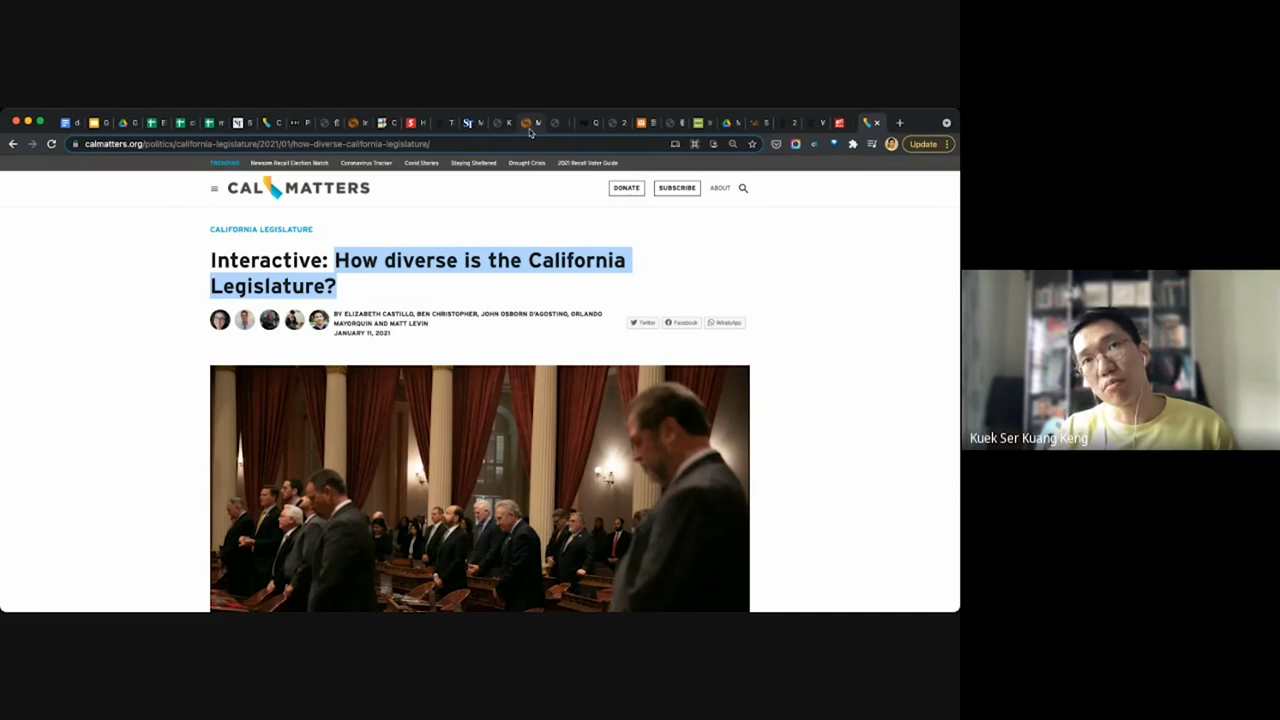 calmatters.org/politics/california-legislature/2021/01/how-diverse-california-legislature/
Update
TRENDING Newsom Recall Election Watch Coronavirus Tracker Covid Stories Staying Sheltered Drought Crisis 2021 Recall Voter Guide
CAL MATTERS
DONATE
SUBSCRIBE
ABOUT
CALIFORNIA LEGISLATURE
Interactive: How diverse is the California
Legislature?
BY ELIZABETH CASTILLO, BEN CHRISTOPHER, JOHN OSBORN D'AGOSTINO, ORLANDO
MAYORQUIN AND MATT LEVIN
JANUARY 11, 2021
Twitter
Facebook
WhatsApp
Kuek Ser Kuang Keng